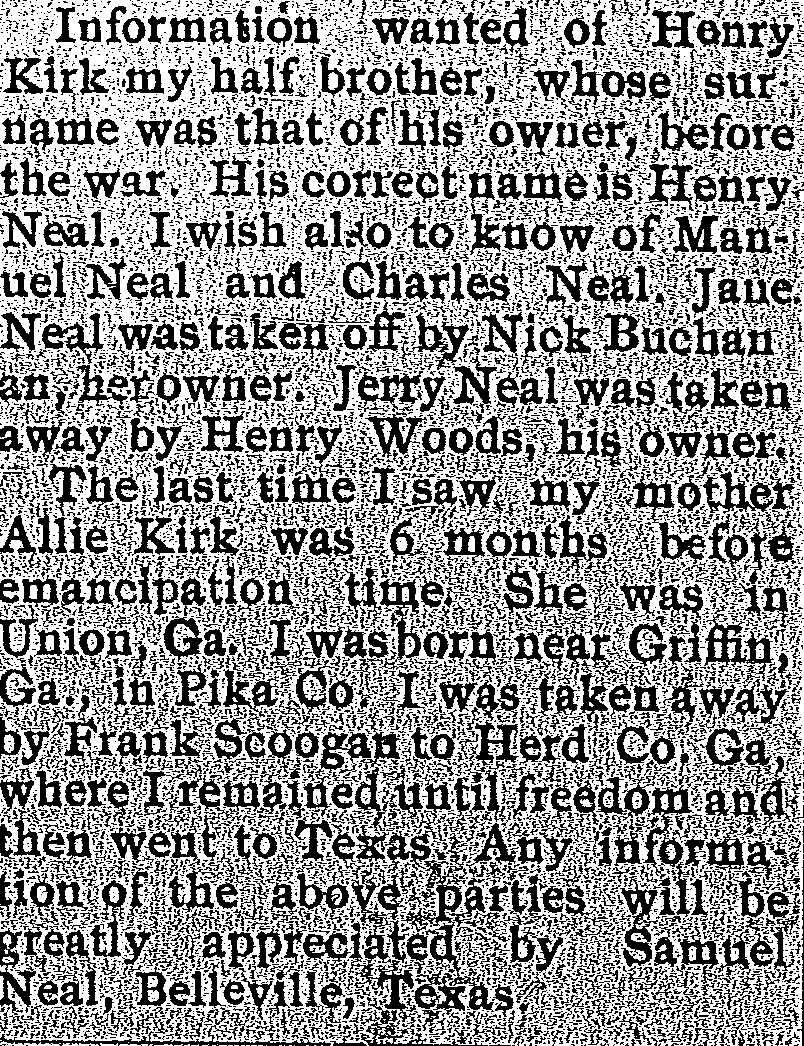 Information wanted of Henry
Kirk my half brother, whose sur-
name was that of his owner, before
the war. His correct name is Henry
Neal. I wish also to know of Man-
uel Neal and Charles Neal. Jane
Neal was taken off by Nick Buchan
an, her owner. Jerry Neal was taken
away by Henry Woods, his owner.
The last time I saw my mother
Allie Kirk was 6 months before
emancipation time. She was in
Union, Ga. I was born near Griffin,
Ga., in Pika Co. I was taken away
by Frank Scoogan to Herd Co. Ga,
where I remained until freedom and
then went to Texas. Any informa-
tion of the above parties will be
greatly appreciated by Samuel
Neal, Belleville, Texas.